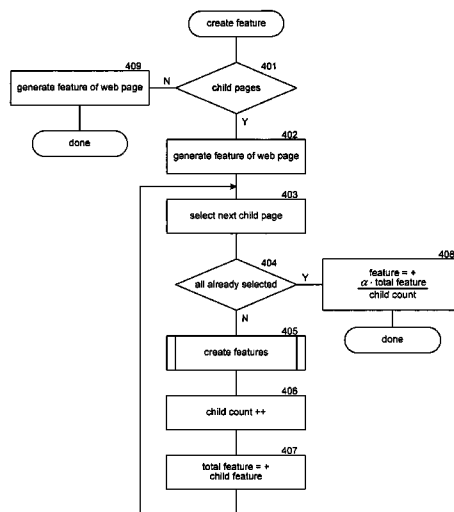 create feature
401
child pages
N
Y
409
generate feature of web page
done
402
generate feature of web page
403
select next child page
404
all already selected
Y
N
408
feature = +
α · total feature
child count
done
405
create features
406
child count ++
407
total feature = +
child feature